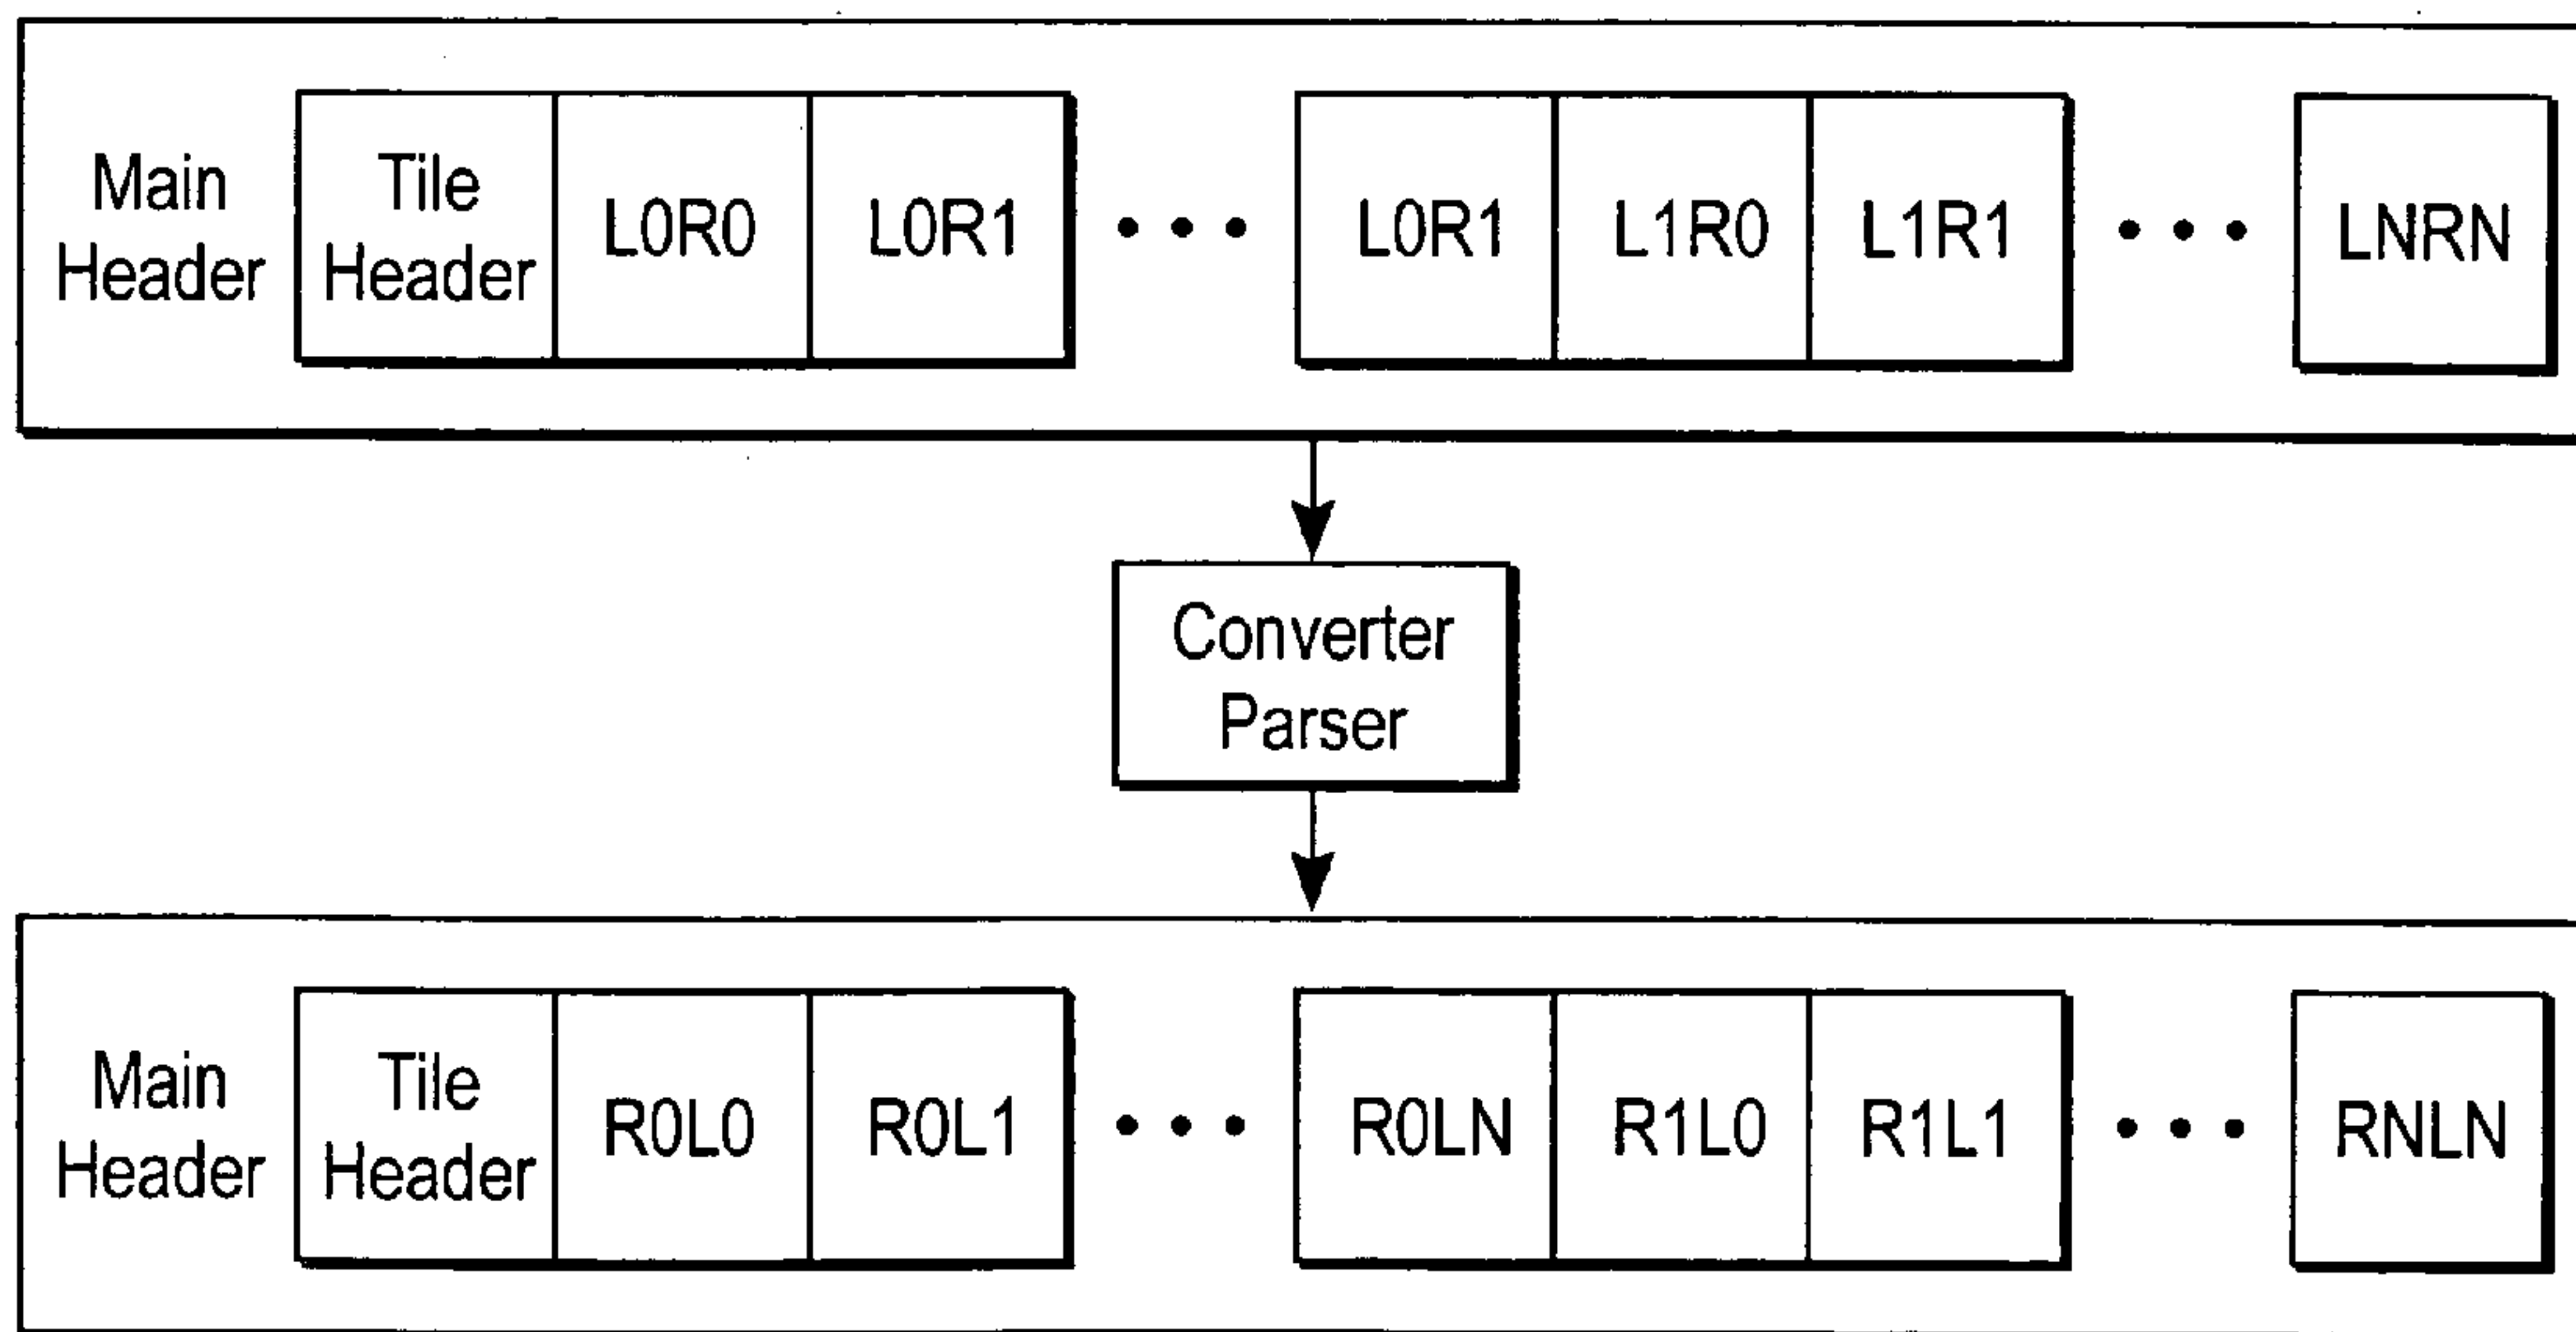 Main
Header
Tile
Header
L0R0
L0R1
• • •
L0R1
L1R0
L1R1
• • •
LNRN
Converter
Parser
Main
Header
Tile
Header
R0L0
R0L1
• • •
R0LN
R1L0
R1L1
• • •
RNLN